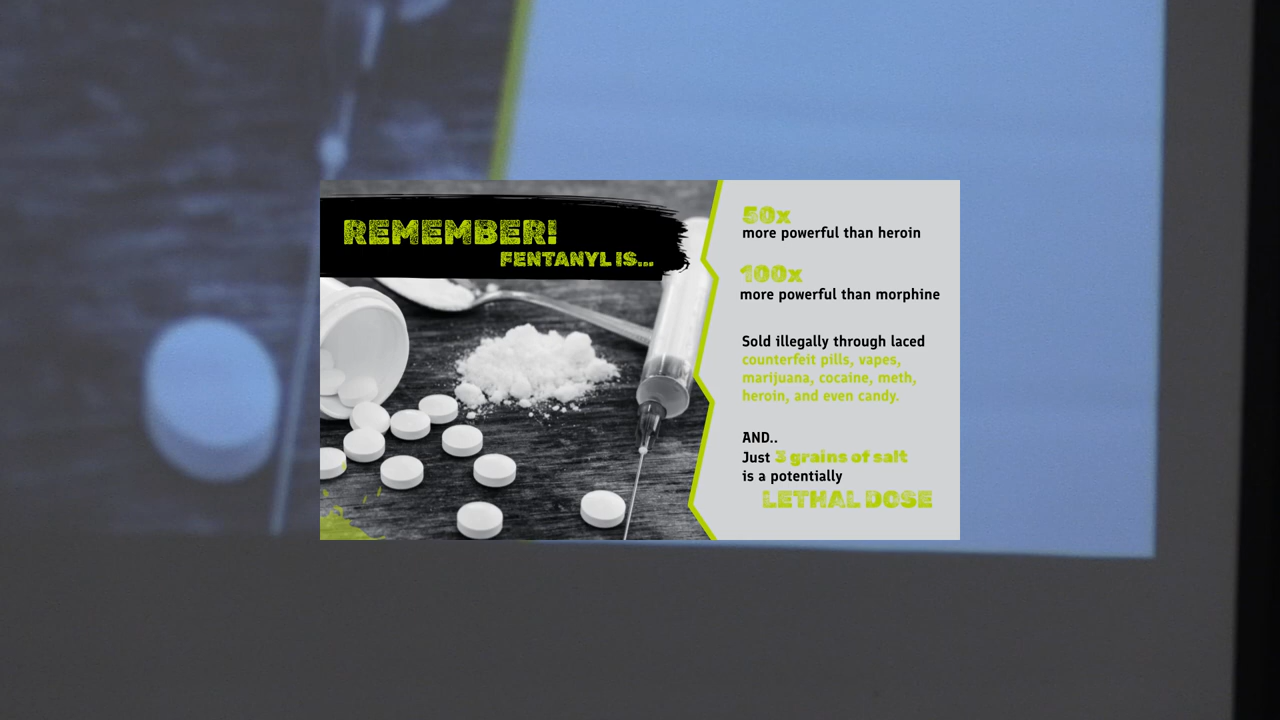 REMEMBER!
FENTANYL IS...
50x
more powerful than heroin
100x
more powerful than morphine
Sold illegally through laced
counterfeit pills, vapes,
marijuana, cocaine, meth,
heroin, and even candy.
AND..
Just 3 grains of salt
is a potentially
LETHAL DOSE